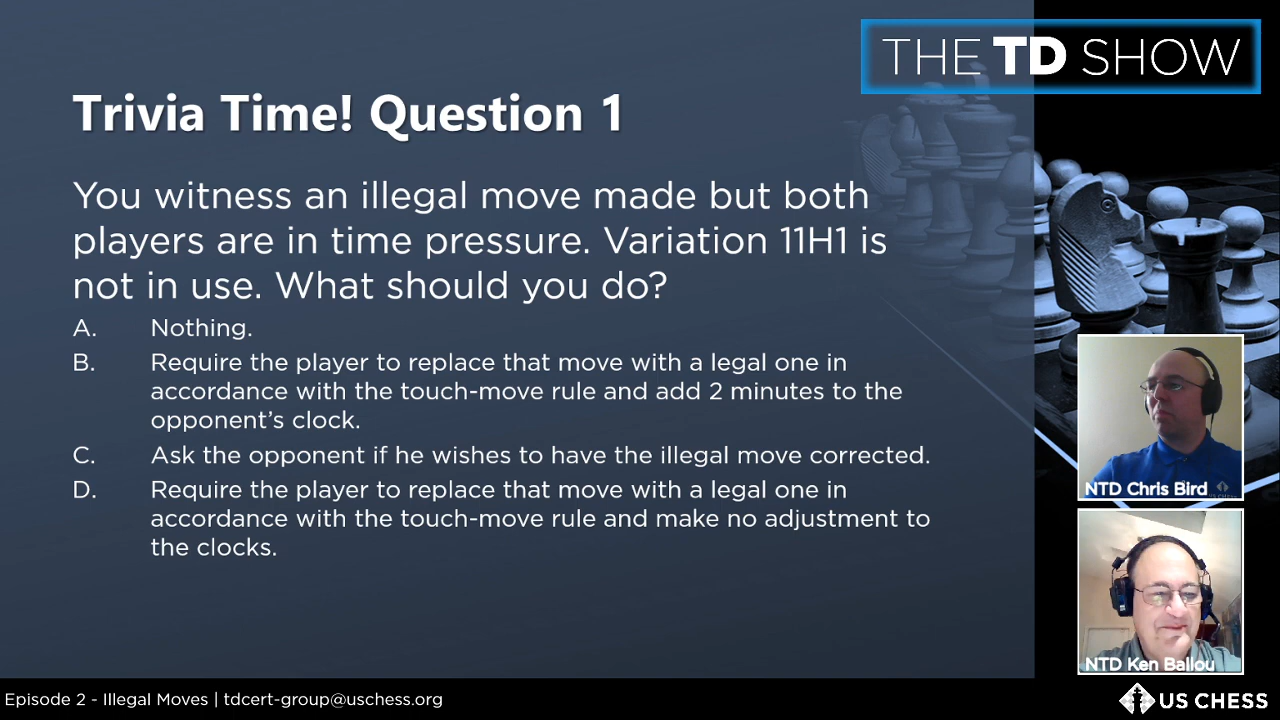 THE TD SHOW
Trivia Time! Question 1
You witness an illegal move made but both
players are in time pressure. Variation 11H1 is
not in use. What should you do?
A. Nothing.
B. Require the player to replace that move with a legal one in
accordance with the touch-move rule and add 2 minutes to the
opponent’s clock.
C. Ask the opponent if he wishes to have the illegal move corrected.
D. Require the player to replace that move with a legal one in
accordance with the touch-move rule and make no adjustment to
the clocks.
NTD Chris Bird
NTD Ken Ballou
Episode 2 - Illegal Moves | tdcert-group@uschess.org
US CHESS